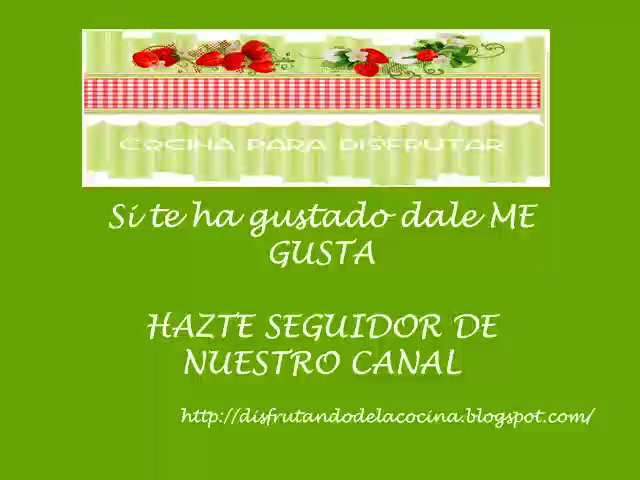 COCINA PARA DISFRUTAR
Si te ha gustado dale ME
GUSTA
HAZTE SEGUIDOR DE
NUESTRO CANAL
http://disfrutandodelacocina.blogspot.com/